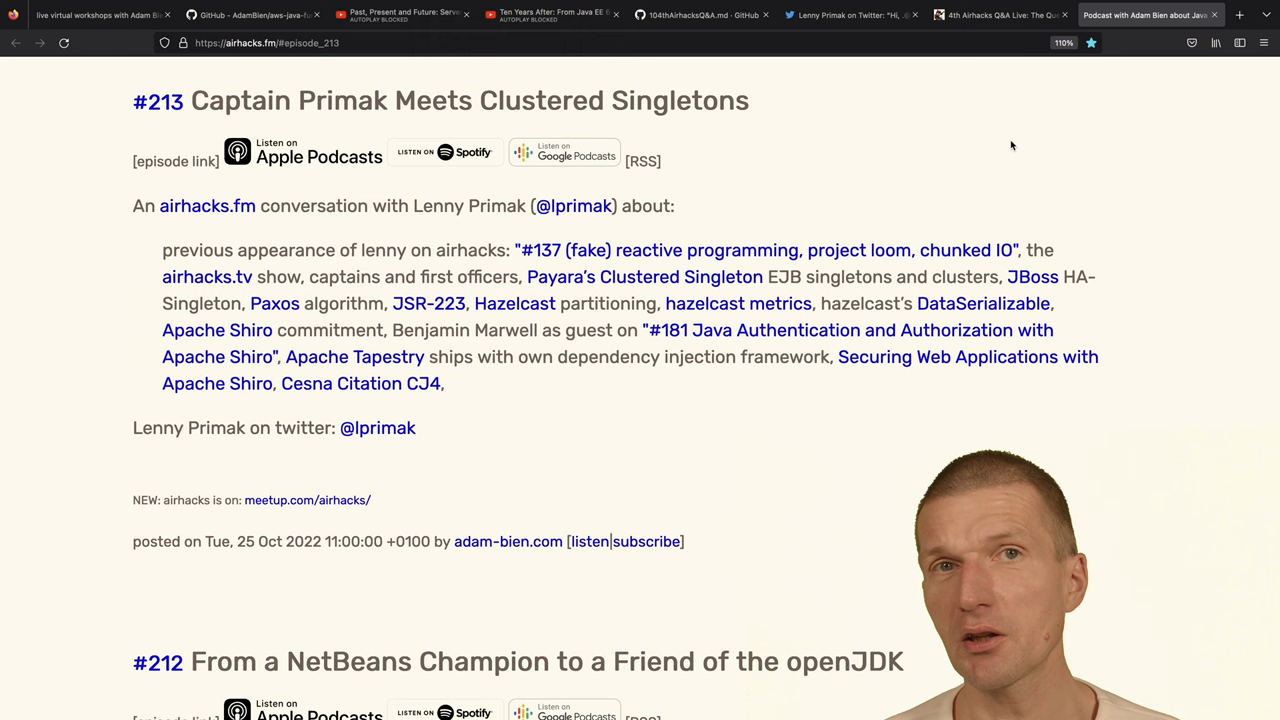 live virtual workshops with Adam Bie
GitHub - AdamBien/aws-java-fu
Past, Present and Future: Serve
AUTOPLAY BLOCKED
Ten Years After: From Java EE 6
AUTOPLAY BLOCKED
104thAirhacksQ&A.md · GitHub
Lenny Primak on Twitter: "Hi,
4th Airhacks Q&A Live: The Que
Podcast with Adam Bien about Java
https://airhacks.fm/#episode_213
110%
#213 Captain Primak Meets Clustered Singletons
[episode link] Listen on Apple Podcasts LISTEN ON Spotify Listen on Google Podcasts [RSS]
An airhacks.fm conversation with Lenny Primak (@lprimak) about:
previous appearance of lenny on airhacks: "#137 (fake) reactive programming, project loom, chunked IO", the
airhacks.tv show, captains and first officers, Payara's Clustered Singleton EJB singletons and clusters, JBoss HA-
Singleton, Paxos algorithm, JSR-223, Hazelcast partitioning, hazelcast metrics, hazelcast's DataSerializable,
Apache Shiro commitment, Benjamin Marwell as guest on "#181 Java Authentication and Authorization with
Apache Shiro", Apache Tapestry ships with own dependency injection framework, Securing Web Applications with
Apache Shiro, Cesna Citation CJ4,
Lenny Primak on twitter: @lprimak
NEW: airhacks is on: meetup.com/airhacks/
posted on Tue, 25 Oct 2022 11:00:00 +0100 by adam-bien.com [listen|subscribe]
#212 From a NetBeans Champion to a Friend of the openJDK
[episode link] Listen on Apple Podcasts LISTEN ON Spotify Listen on Google Podcasts [RSS]